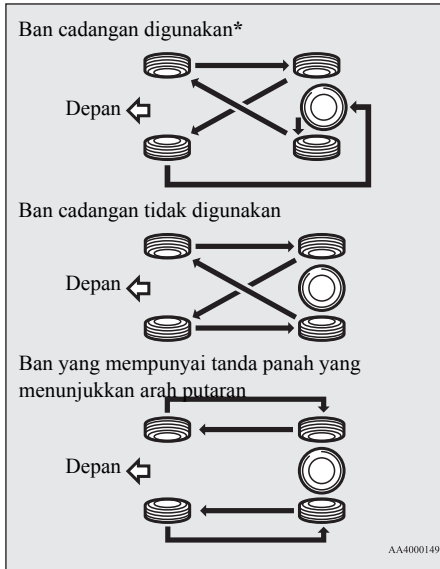 Ban cadangan digunakan*
Depan
Ban cadangan tidak digunakan
Depan
Ban yang mempunyai tanda panah yang
menunjukkan arah putaran
Depan
AA4000149